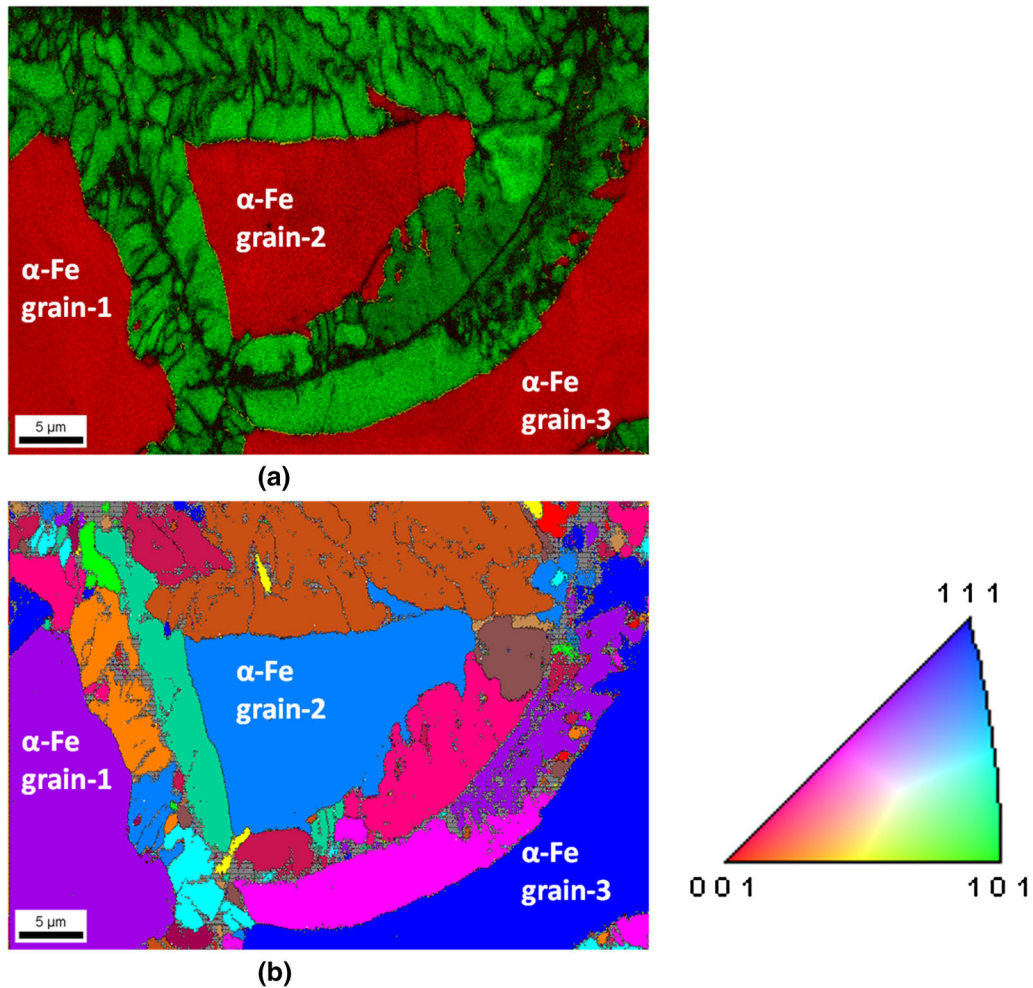 α-Fe
grain-2
α-Fe
grain-1
α-Fe
grain-3
5 µm
(a)
α-Fe
grain-2
α-Fe
grain-1
α-Fe
grain-3
5 µm
(b)
1 1 1
0 0 1
1 0 1